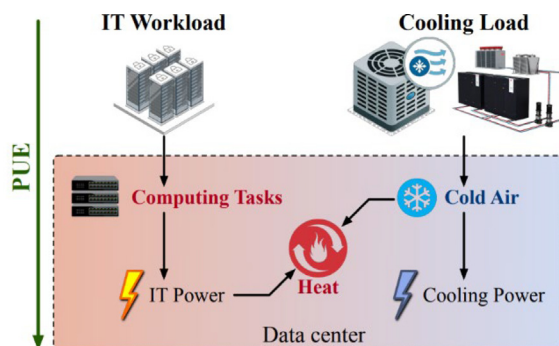 IT Workload
Cooling Load
PUE
Computing Tasks
Cold Air
Heat
IT Power
Cooling Power
Data center